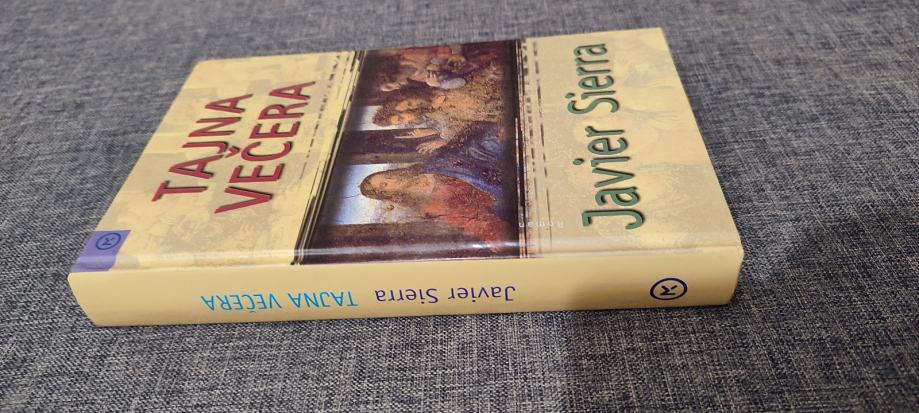 TAJNA
VEČERA
Roman
Javier Sierra
Javier Sierra TAJNA VEČERA